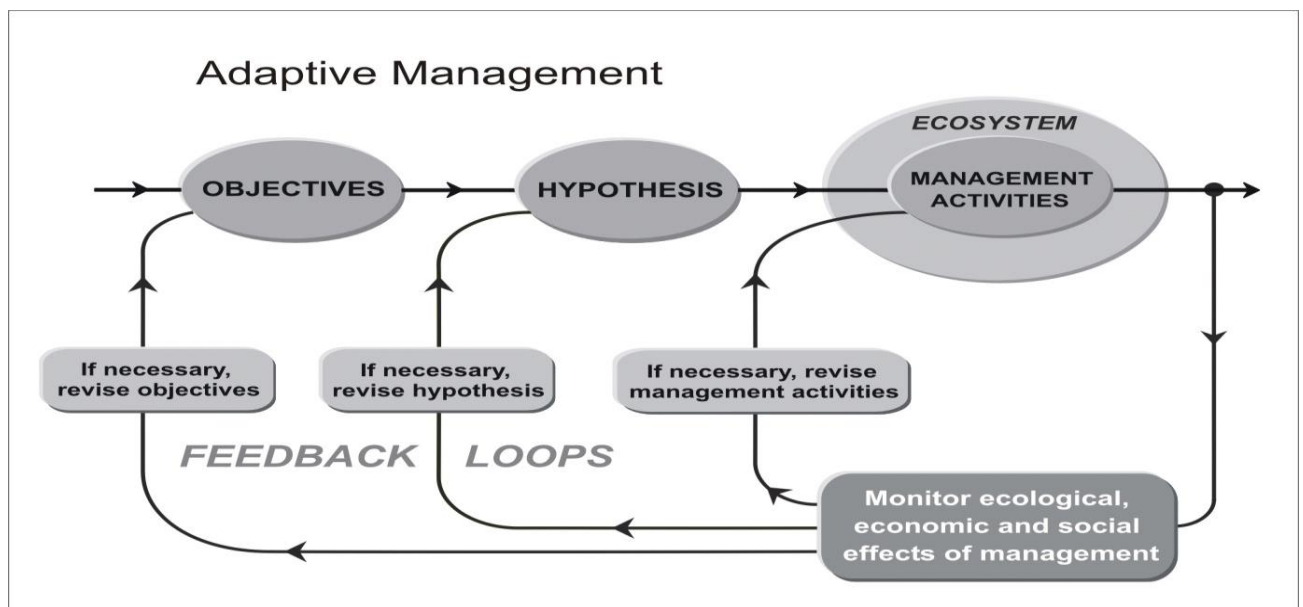 Adaptive Management
ECOSYSTEM
OBJECTIVES
HYPOTHESIS
MANAGEMENT
ACTIVITIES
If necessary,
revise objectives
If necessary,
revise hypothesis
If necessary, revise
management activities
FEEDBACK LOOPS
Monitor ecological,
economic and social
effects of management